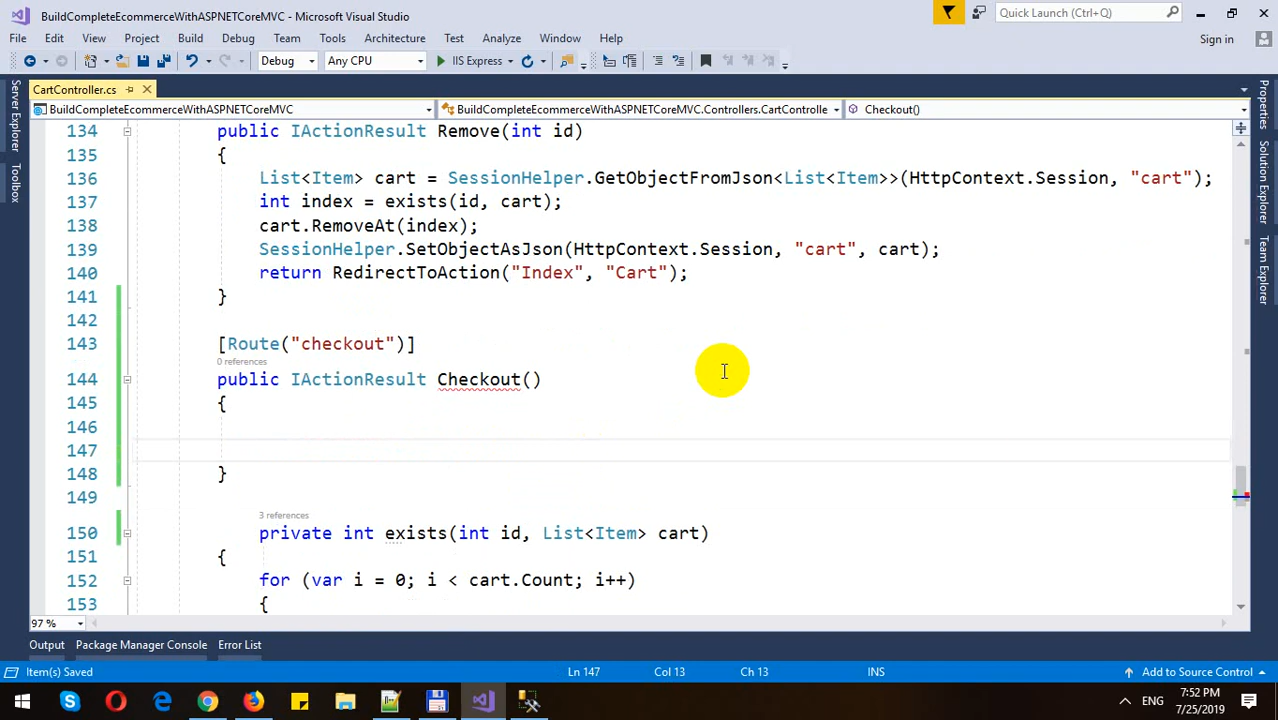 BuildCompleteEcommerceWithASPNETCoreMVC - Microsoft Visual Studio
Quick Launch (Ctrl+Q)
File Edit View Project Build Debug Team Tools Architecture Test Analyze Window Help
Sign in
Debug Any CPU IIS Express
CartController.cs
BuildCompleteEcommerceWithASPNETCoreMVC BuildCompleteEcommerceWithASPNETCoreMVC.Controllers.CartControlle Checkout()
Server Explorer
Toolbox
Properties
Solution Explorer
Team Explorer
134 public IActionResult Remove(int id)
135 {
136 List<Item> cart = SessionHelper.GetObjectFromJson<List<Item>>(HttpContext.Session, "cart");
137 int index = exists(id, cart);
138 cart.RemoveAt(index);
139 SessionHelper.SetObjectAsJson(HttpContext.Session, "cart", cart);
140 return RedirectToAction("Index", "Cart");
141 }
142
143 [Route("checkout")]
0 references
144 public IActionResult Checkout()
145 {
146
147
148 }
149
3 references
150 private int exists(int id, List<Item> cart)
151 {
152 for (var i = 0; i < cart.Count; i++)
153 {
97 %
Output Package Manager Console Error List
Item(s) Saved Ln 147 Col 13 Ch 13 INS Add to Source Control
ENG 7:52 PM
7/25/2019